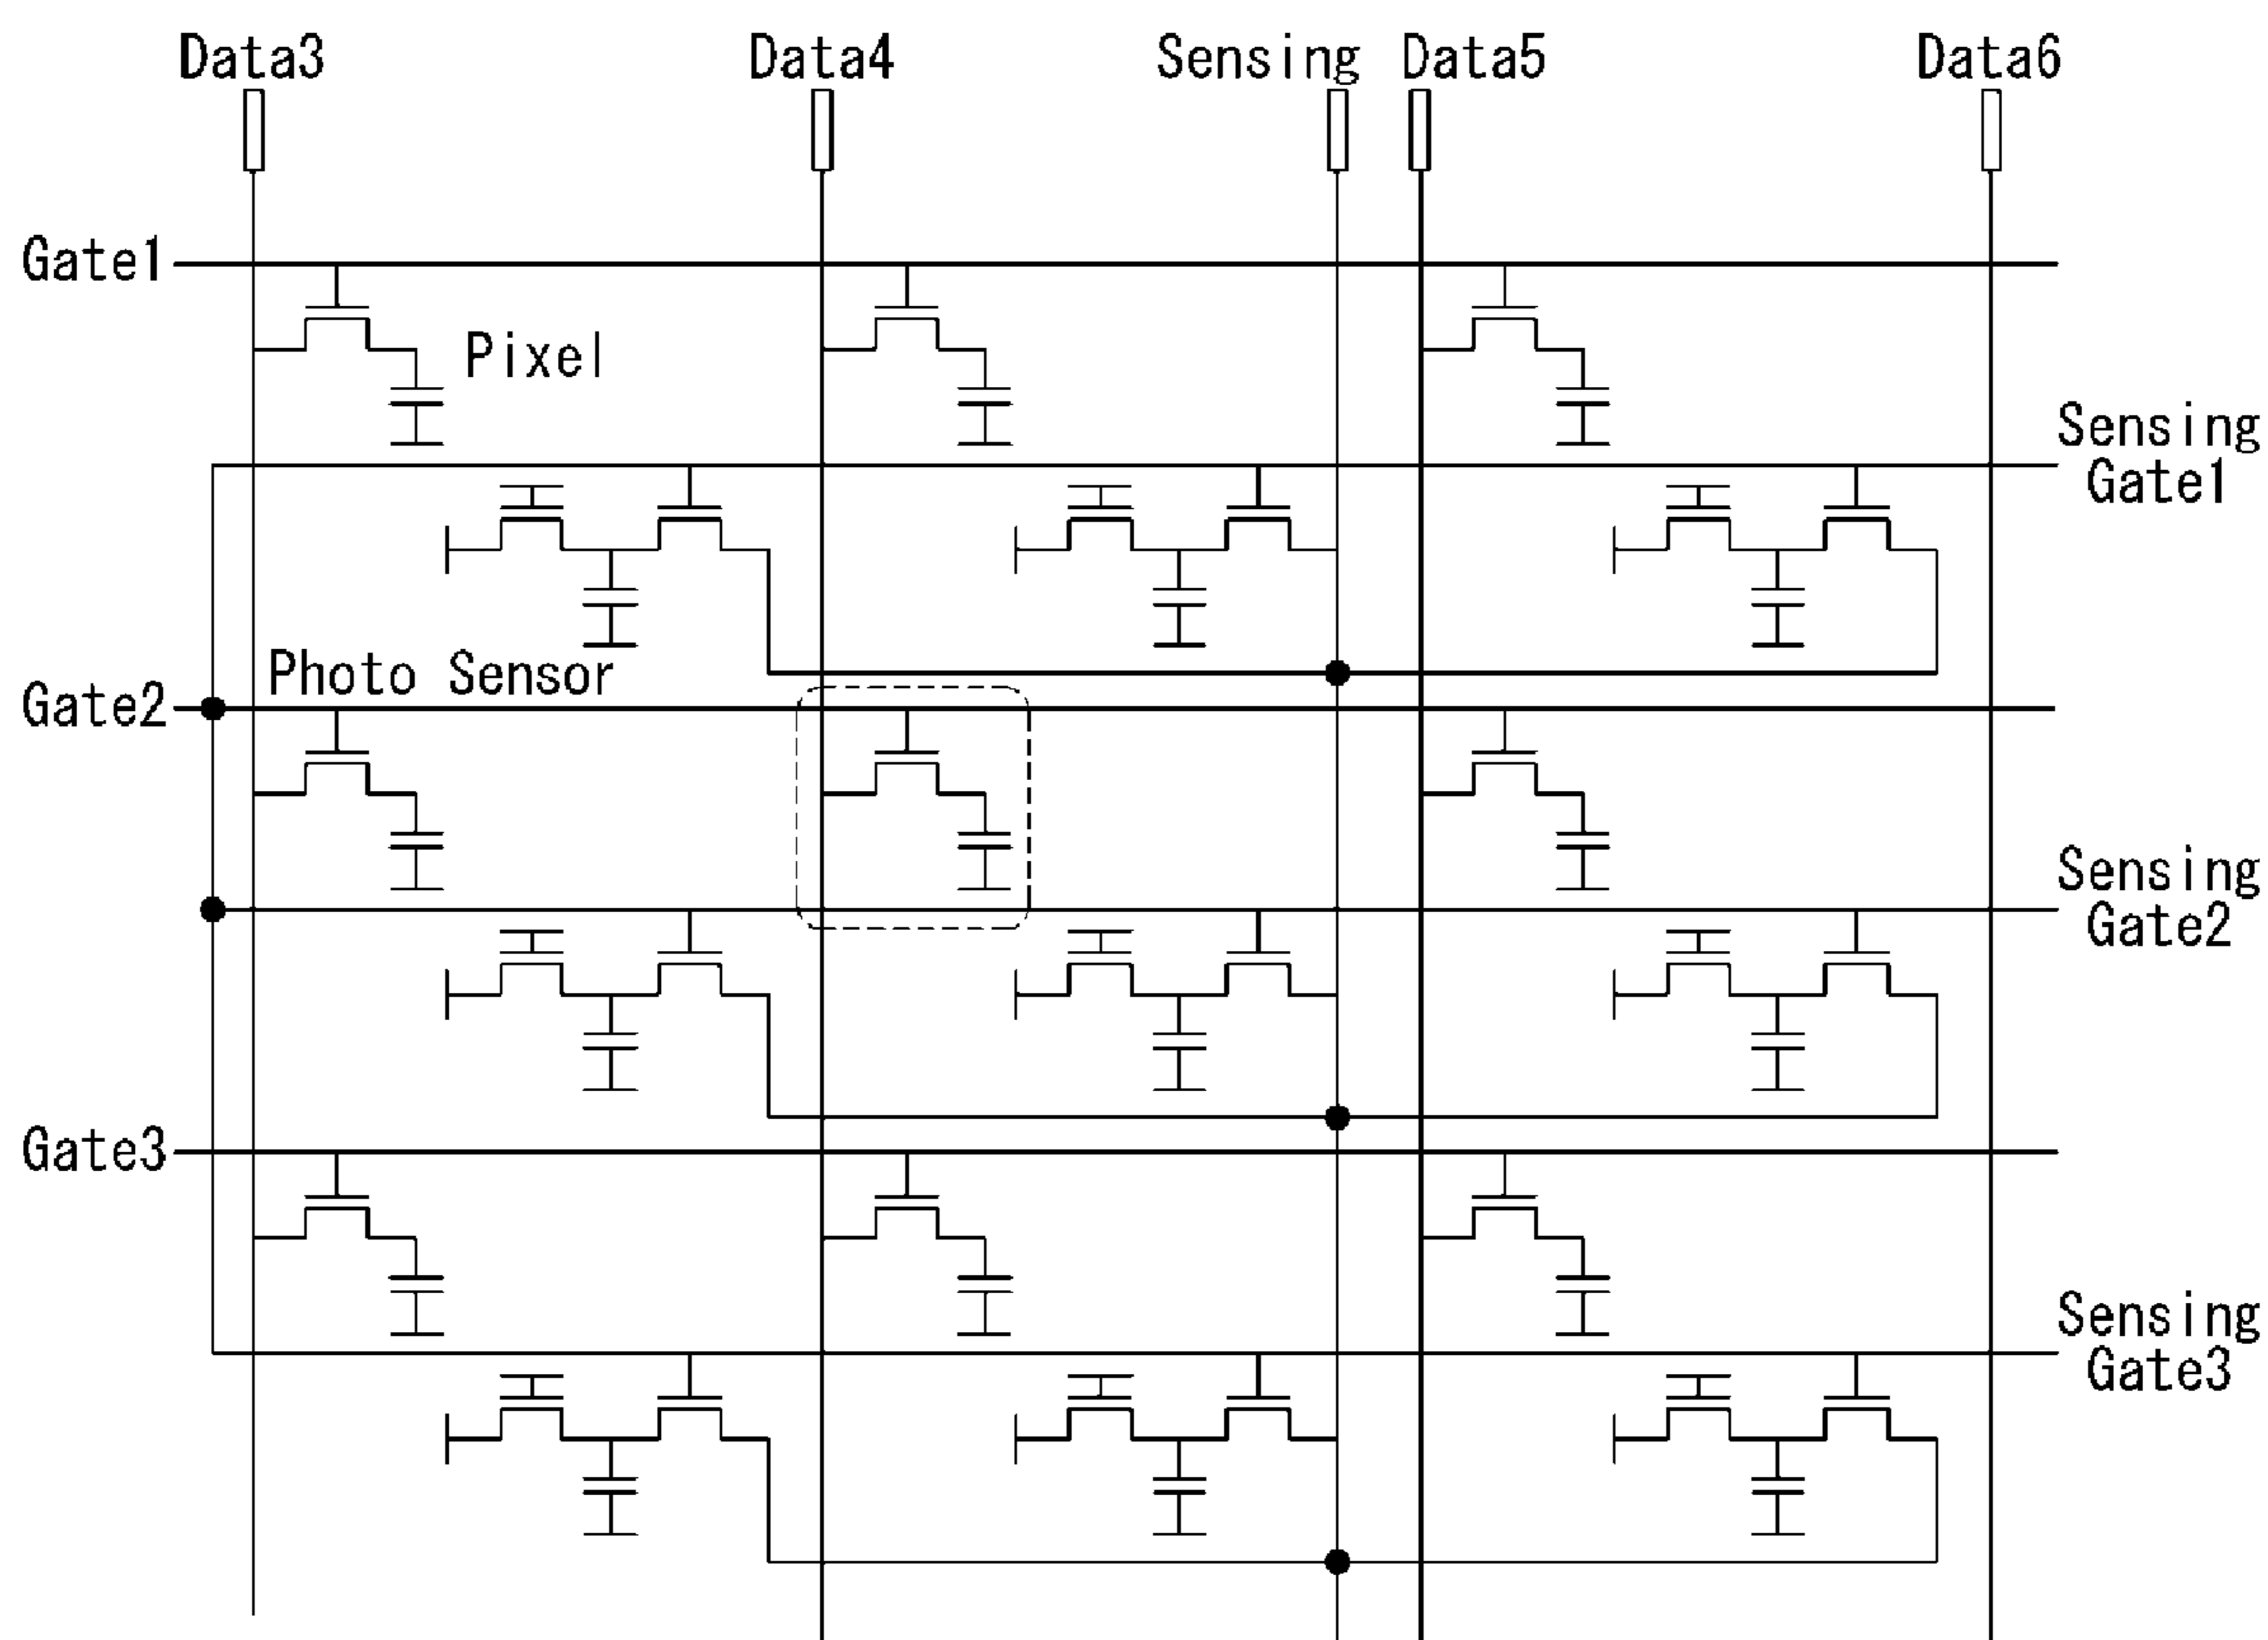 Data3
Data4
Sensing
Data5
Data6
Gate1
Pixel
Sensing
Gate1
Photo Sensor
Gate2
Sensing
Gate2
Gate3
Sensing
Gate3